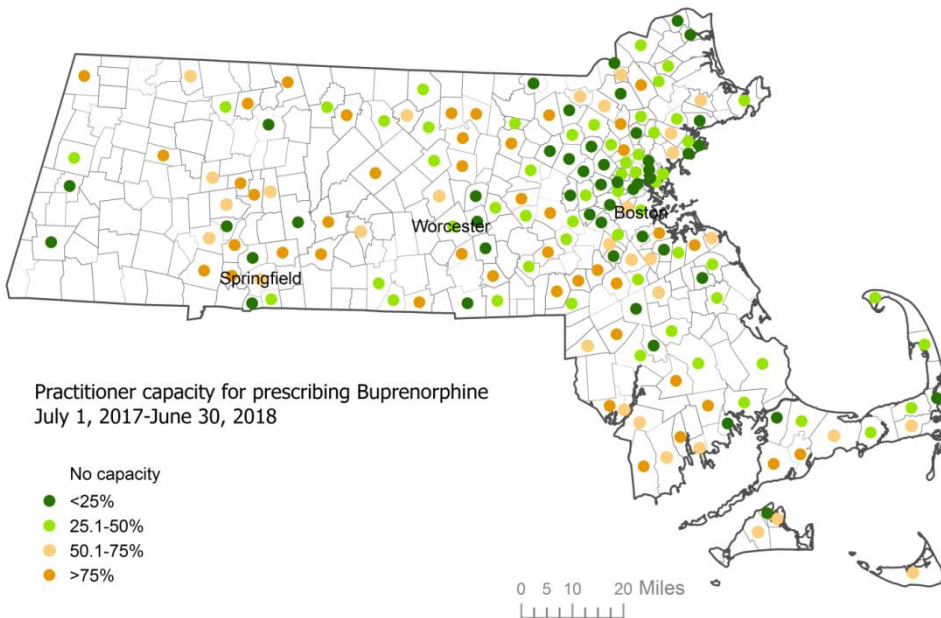 Worcester
Boston
Springfield
Practitioner capacity for prescribing Buprenorphine
July 1, 2017-June 30, 2018
No capacity
<25%
25.1-50%
50.1-75%
>75%
0 5 10 20 Miles